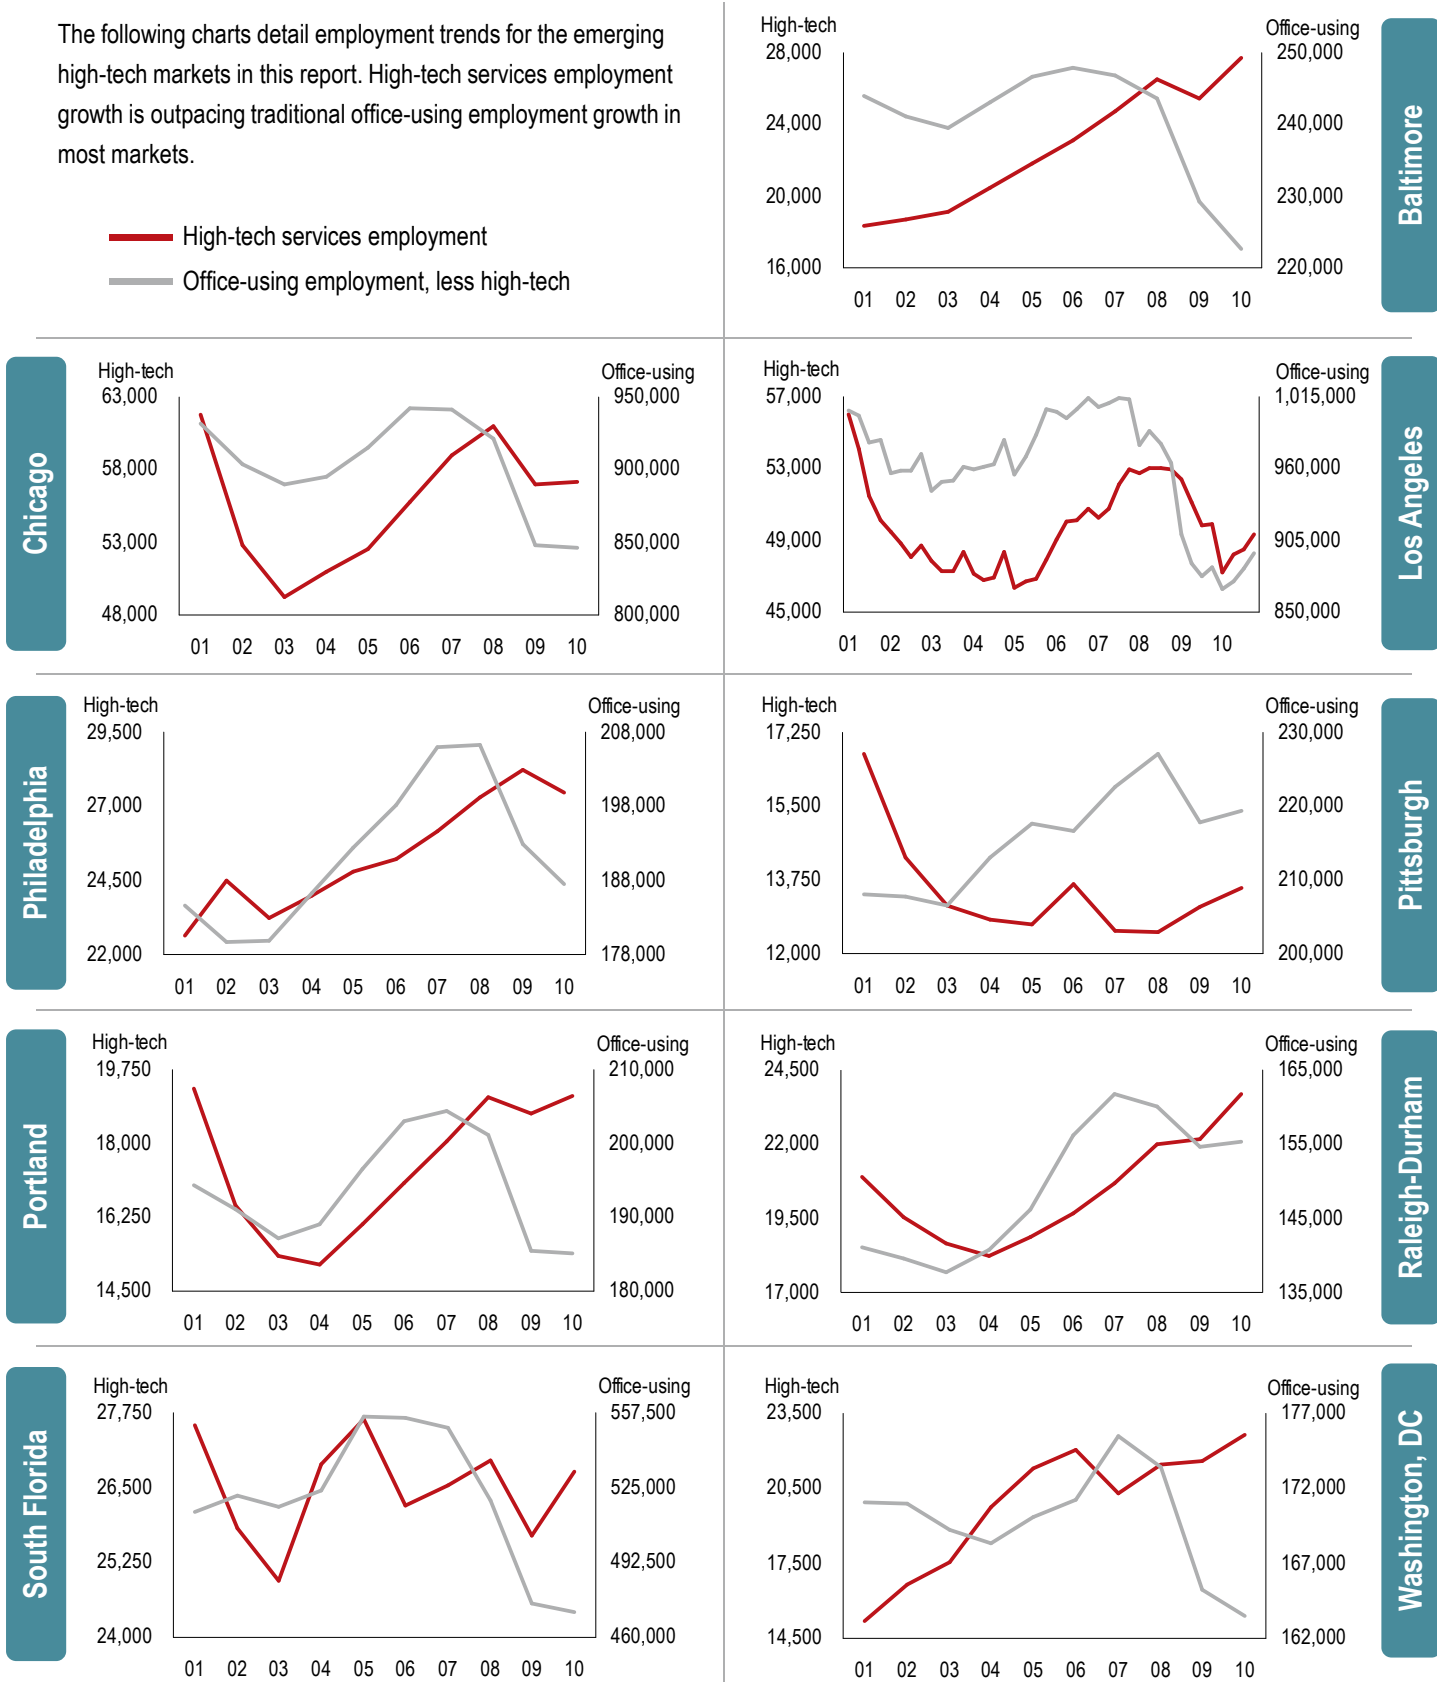 The following charts detail employment trends for the emerging
high-tech markets in this report. High-tech services employment
growth is outpacing traditional office-using employment growth in
most markets.
High-tech services employment
Office-using employment, less high-tech
Baltimore
High-tech
Office-using
28,000
24,000
20,000
16,000
250,000
240,000
230,000
220,000
01 02 03 04 05 06 07 08 09 10
Chicago
High-tech
Office-using
63,000
58,000
53,000
48,000
950,000
900,000
850,000
800,000
01 02 03 04 05 06 07 08 09 10
Los Angeles
High-tech
Office-using
57,000
53,000
49,000
45,000
1,015,000
960,000
905,000
850,000
01 02 03 04 05 06 07 08 09 10
Philadelphia
High-tech
Office-using
29,500
27,000
24,500
22,000
208,000
198,000
188,000
178,000
01 02 03 04 05 06 07 08 09 10
Pittsburgh
High-tech
Office-using
17,250
15,500
13,750
12,000
230,000
220,000
210,000
200,000
01 02 03 04 05 06 07 08 09 10
Portland
High-tech
Office-using
19,750
18,000
16,250
14,500
210,000
200,000
190,000
180,000
01 02 03 04 05 06 07 08 09 10
Raleigh-Durham
High-tech
Office-using
24,500
22,000
19,500
17,000
165,000
155,000
145,000
135,000
01 02 03 04 05 06 07 08 09 10
South Florida
High-tech
Office-using
27,750
26,500
25,250
24,000
557,500
525,000
492,500
460,000
01 02 03 04 05 06 07 08 09 10
Washington, DC
High-tech
Office-using
23,500
20,500
17,500
14,500
177,000
172,000
167,000
162,000
01 02 03 04 05 06 07 08 09 10